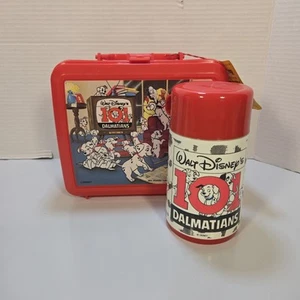 Walt Disney's
101
DALMATIANS
WALT DISNEY'S
101
DALMATIANS